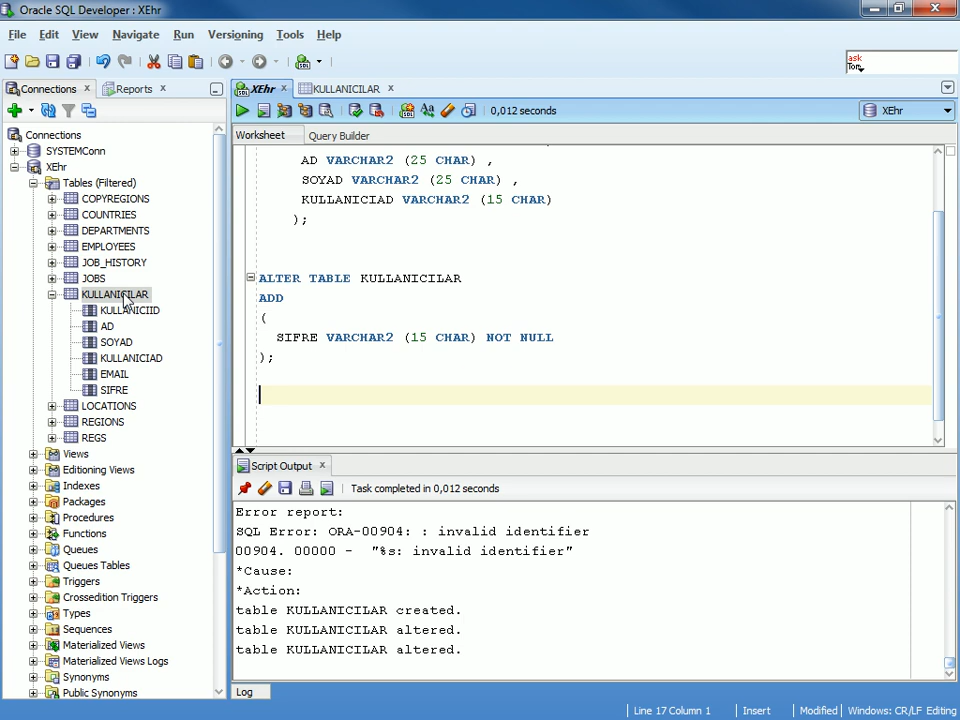 Oracle SQL Developer : XEhr
File Edit View Navigate Run Versioning Tools Help
ask
Tom
Connections Reports
XEhr KULLANICILAR
0,012 seconds
XEhr
Worksheet Query Builder
Connections
SYSTEMConn
XEhr
Tables (Filtered)
COPYREGIONS
COUNTRIES
DEPARTMENTS
EMPLOYEES
JOB_HISTORY
JOBS
KULLANICILAR
KULLANICIID
AD
SOYAD
KULLANICIAD
EMAIL
SIFRE
LOCATIONS
REGIONS
REGS
Views
Editioning Views
Indexes
Packages
Procedures
Functions
Queues
Queues Tables
Triggers
Crossedition Triggers
Types
Sequences
Materialized Views
Materialized Views Logs
Synonyms
Public Synonyms
AD VARCHAR2 (25 CHAR) ,
SOYAD VARCHAR2 (25 CHAR) ,
KULLANICIAD VARCHAR2 (15 CHAR)
);
ALTER TABLE KULLANICILAR
ADD
(
SIFRE VARCHAR2 (15 CHAR) NOT NULL
);
Script Output
Task completed in 0,012 seconds
Error report:
SQL Error: ORA-00904: : invalid identifier
00904. 00000 - "%s: invalid identifier"
*Cause:
*Action:
table KULLANICILAR created.
table KULLANICILAR altered.
table KULLANICILAR altered.
Log
Line 17 Column 1 Insert Modified Windows: CR/LF Editing